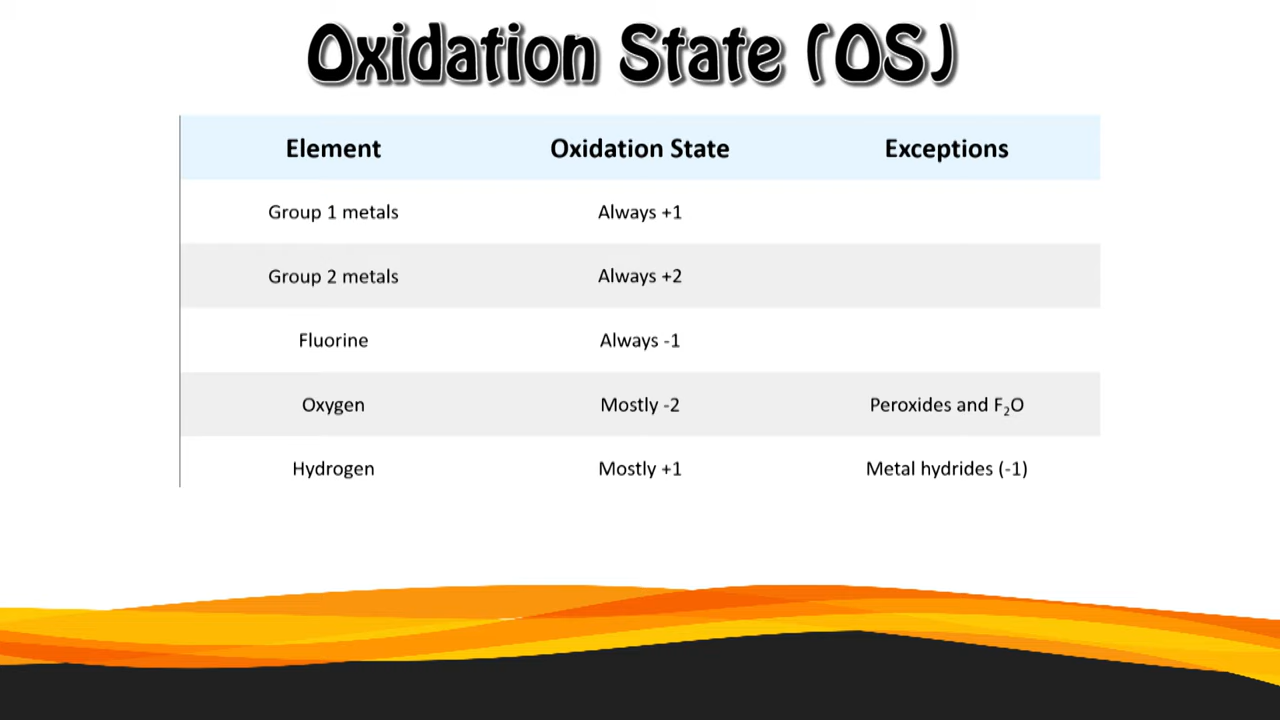 Oxidation State (OS)
Element Oxidation State Exceptions
Group 1 metals Always +1
Group 2 metals Always +2
Fluorine Always -1
Oxygen Mostly -2 Peroxides and F₂O
Hydrogen Mostly +1 Metal hydrides (-1)